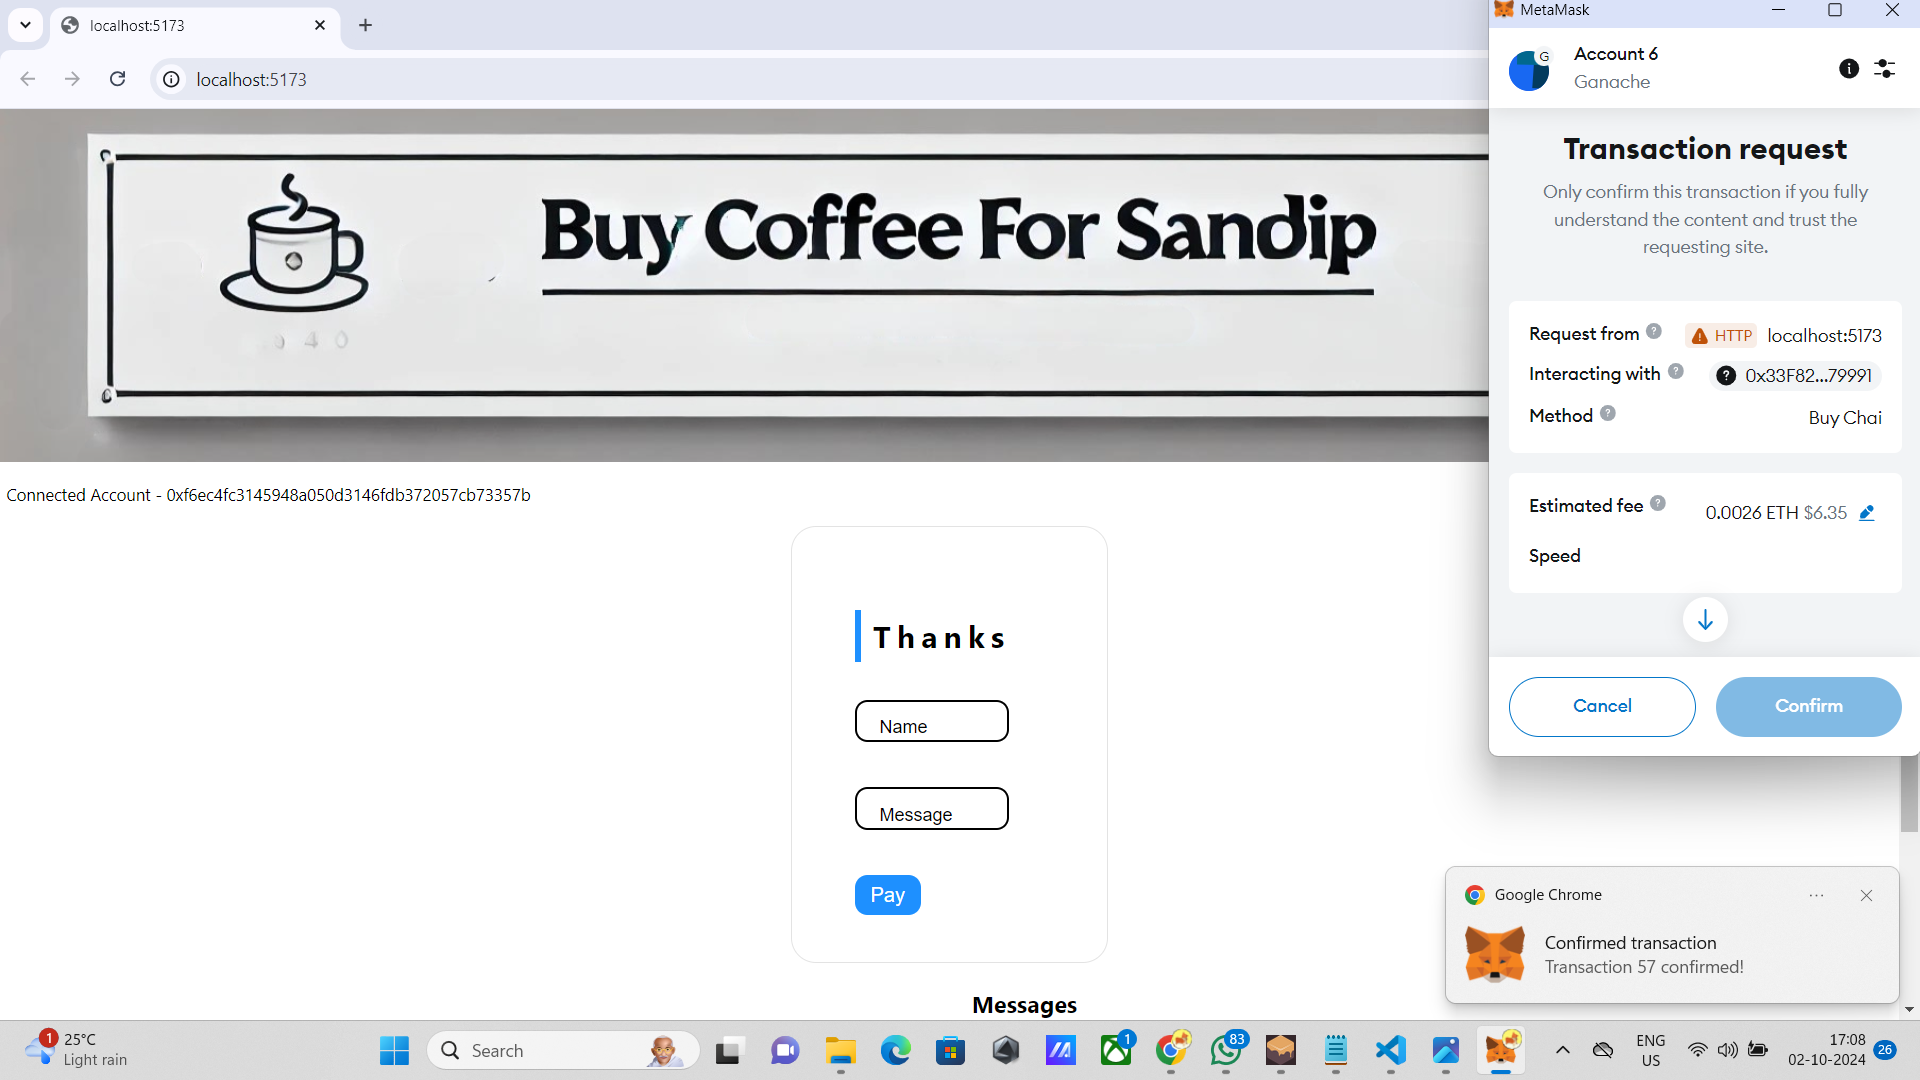 localhost:5173
localhost:5173
Buy Coffee For Sandip
Connected Account - 0xf6ec4fc3145948a050d3146fdb372057cb73357b
Thanks
Name
Message
Pay
Messages
MetaMask
G
Account 6
Ganache
Transaction request
Only confirm this transaction if you fully
understand the content and trust the
requesting site.
Request from ? HTTP localhost:5173
Interacting with ? ? 0x33F82...79991
Method ? Buy Chai
Estimated fee ? 0.0026 ETH $6.35
Speed
Cancel
Confirm
Google Chrome
Confirmed transaction
Transaction 57 confirmed!
1
25°C
Light rain
Search
1
83
ENG
US
17:08
02-10-2024
26